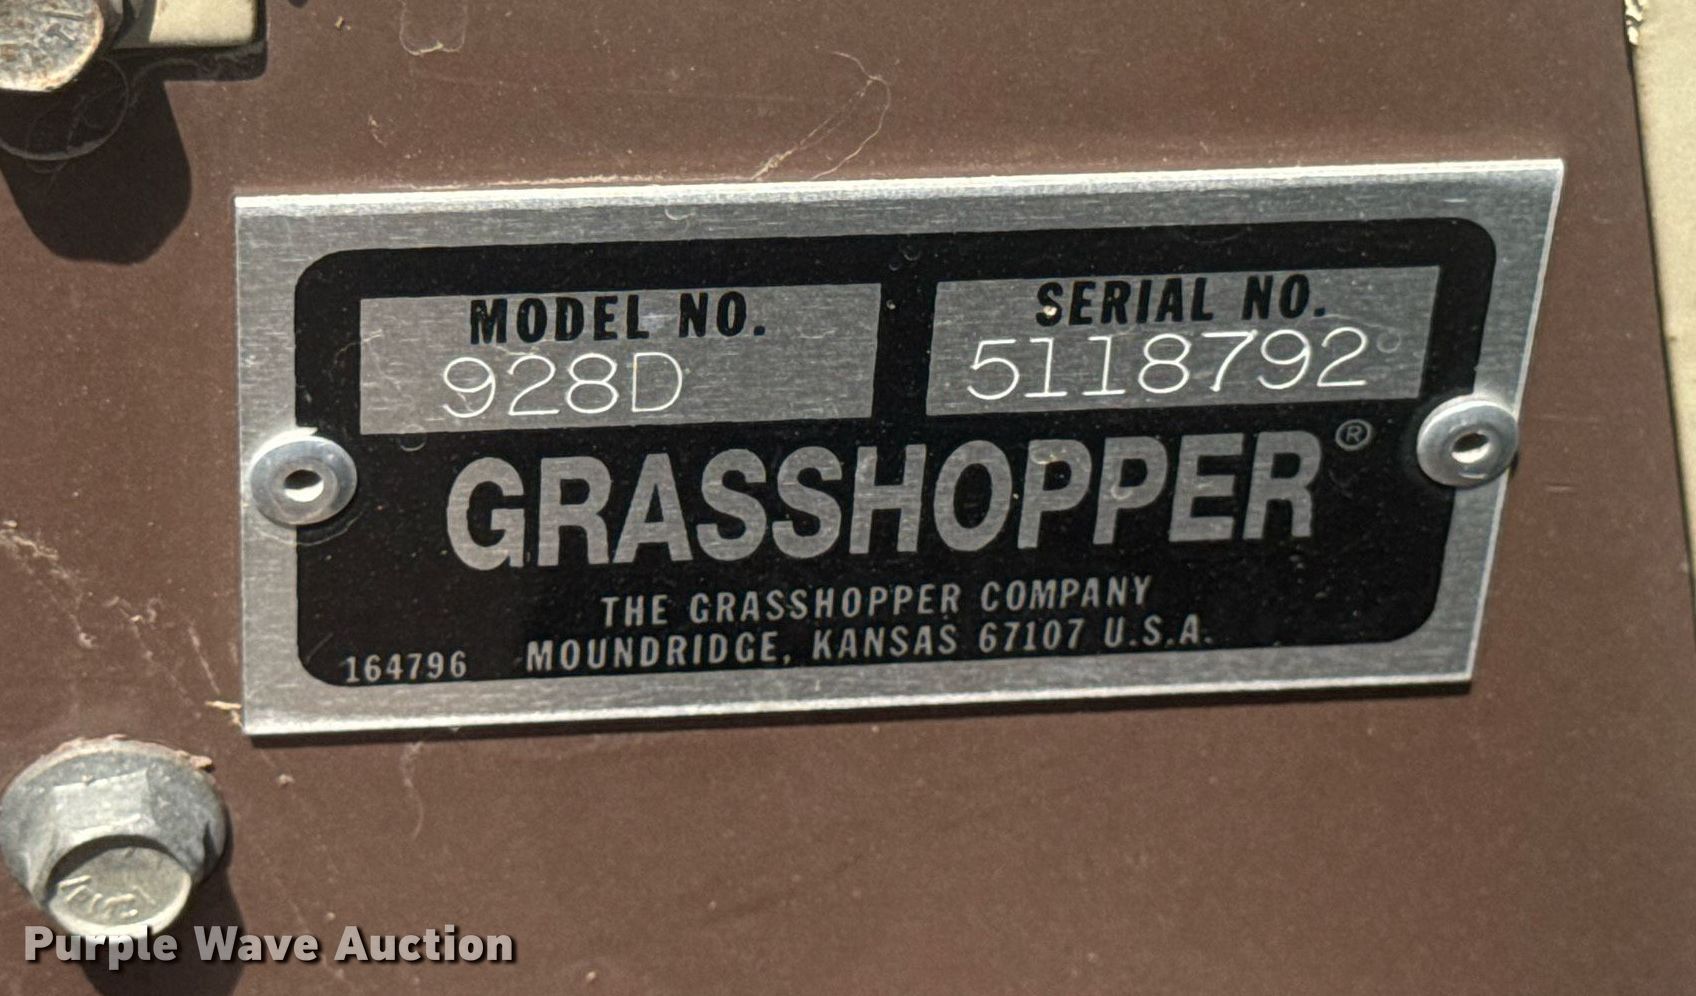 MODEL NO.
928D
SERIAL NO.
5118792
GRASSHOPPER®
THE GRASSHOPPER COMPANY
MOUNDRIDGE, KANSAS 67107 U.S.A.
164796
Purple Wave Auction